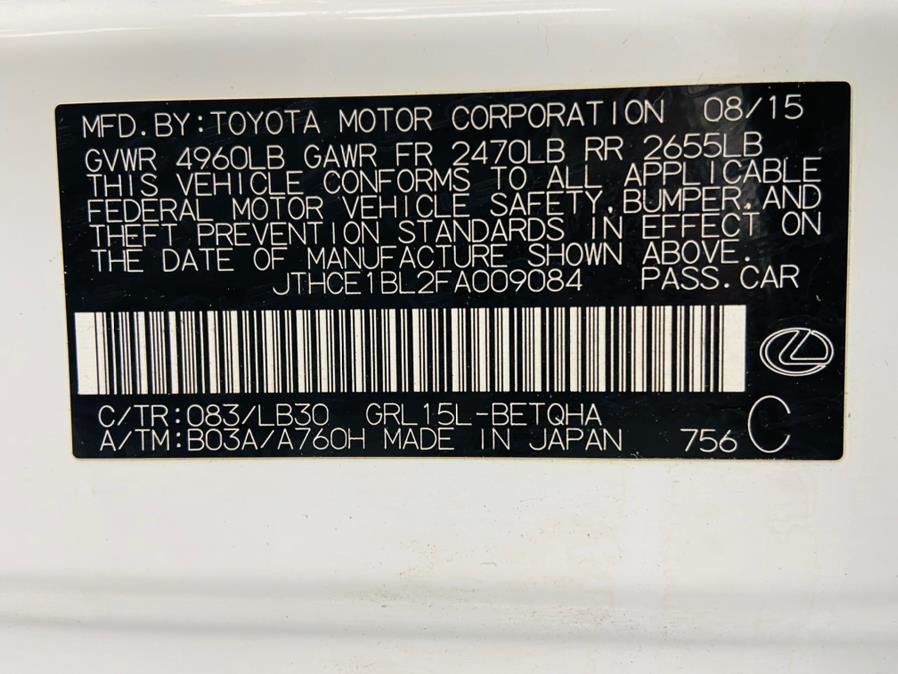 MFD.BY:TOYOTA MOTOR CORPORATION 08/15
GVWR 4960LB GAWR FR 2470LB RR 2655LB
THIS VEHICLE CONFORMS TO ALL APPLICABLE
FEDERAL MOTOR VEHICLE SAFETY,BUMPER,AND
THEFT PREVENTION STANDARDS IN EFFECT ON
THE DATE OF MANUFACTURE SHOWN ABOVE.
JTHCE1BL2FA009084 PASS.CAR
C/TR:083/LB30 GRL15L-BETQHA
A/TM:B03A/A760H MADE IN JAPAN 756 C